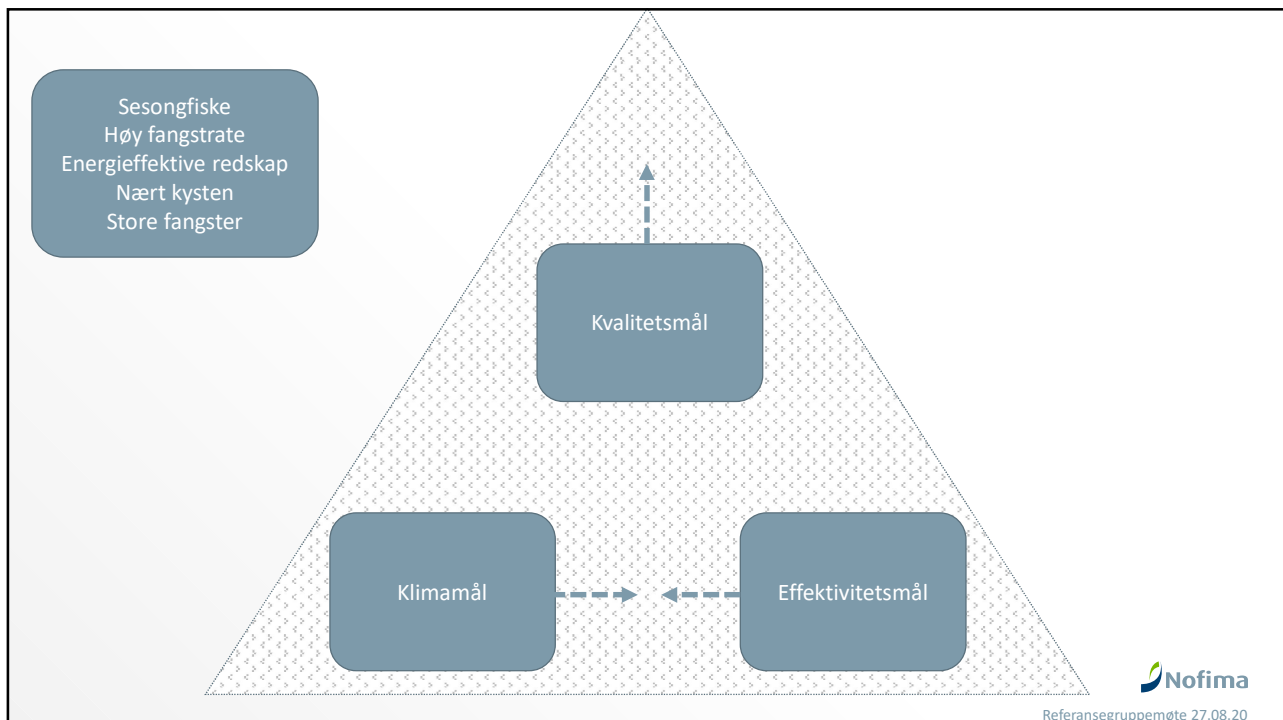 Sesongfiske
Høy fangstrate
Energieffektive redskap
Nært kysten
Store fangster
Kvalitetsmål
Klimamål
Effektivitetsmål
Nofima
Referansegruppemøte 27.08.20